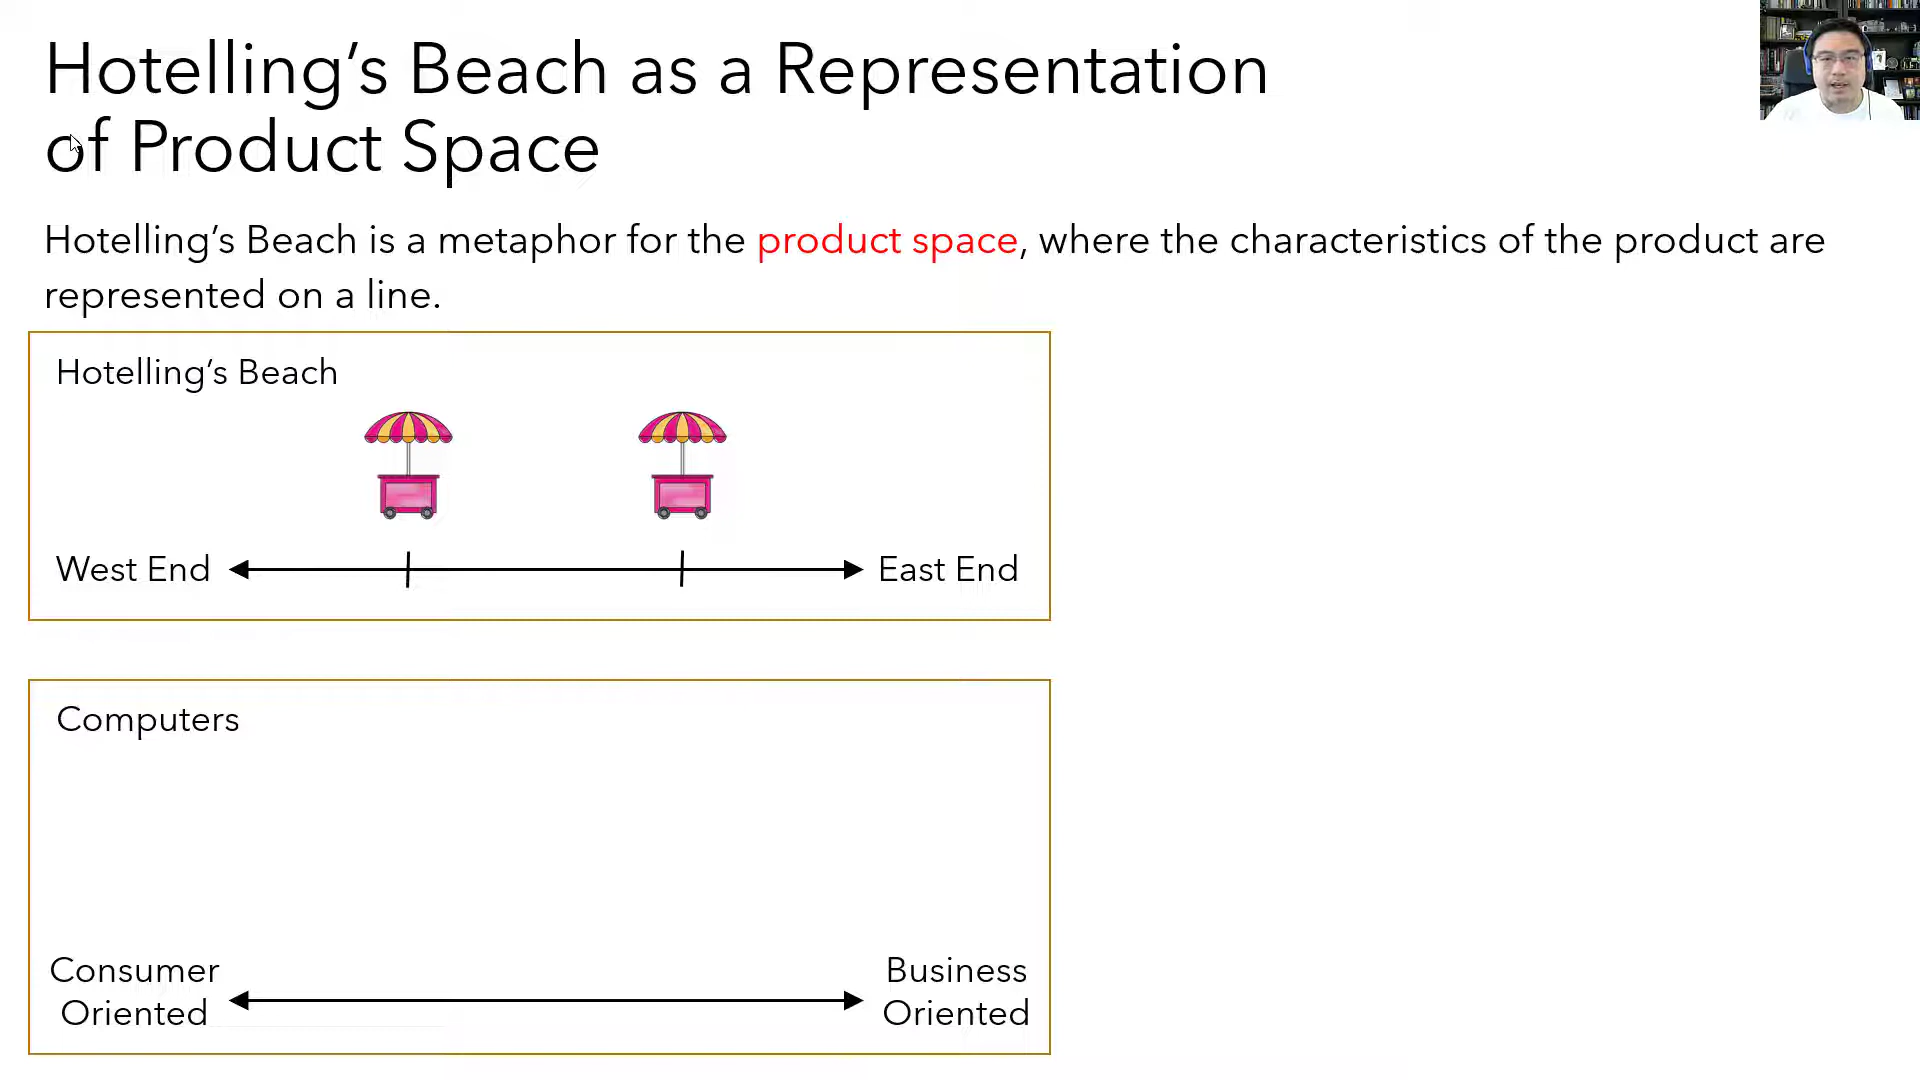 Hotelling’s Beach as a Representation
of Product Space
Hotelling’s Beach is a metaphor for the product space, where the characteristics of the product are
represented on a line.
Hotelling’s Beach
West End
East End
Computers
Consumer
Oriented
Business
Oriented